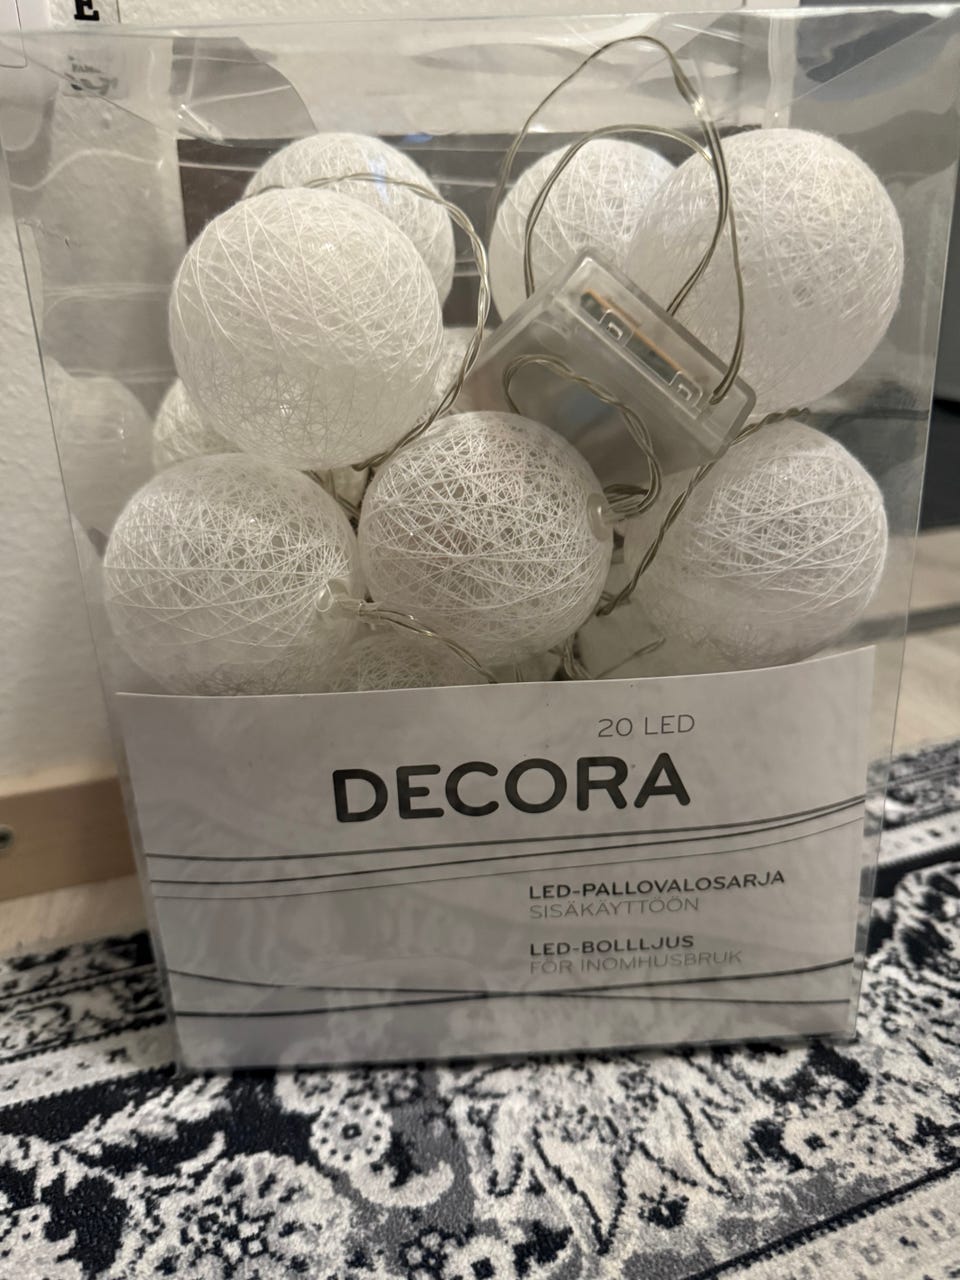 E
20 LED
DECORA
LED-PALLOVALOSARJA
SISÄKÄYTTÖÖN
LED-BOLLLJUS
FÖR INOMHUSBRUK